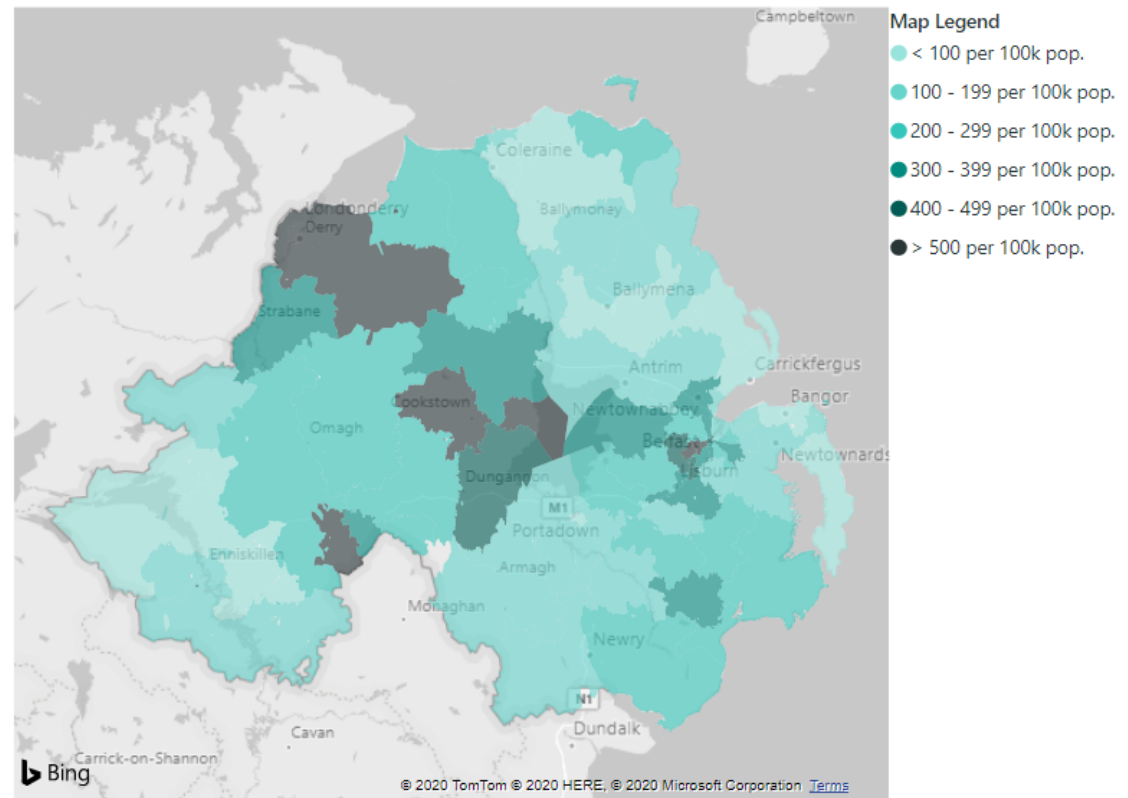 Campbeltown
Map Legend
< 100 per 100k pop.
100 - 199 per 100k pop.
200 - 299 per 100k pop.
300 - 399 per 100k pop.
400 - 499 per 100k pop.
> 500 per 100k pop.
Coleraine
Londonderry
Derry
Ballymoney
Ballymena
Strabane
Antrim
Carrickfergus
Bangor
Cookstown
Newtownabbey
Omagh
Belfast
Newtownards
Lisburn
Dungannon
M1
Portadown
Enniskillen
Armagh
Monaghan
Newry
N1
Dundalk
Cavan
Carrick-on-Shannon
Bing
© 2020 TomTom © 2020 HERE, © 2020 Microsoft Corporation Terms